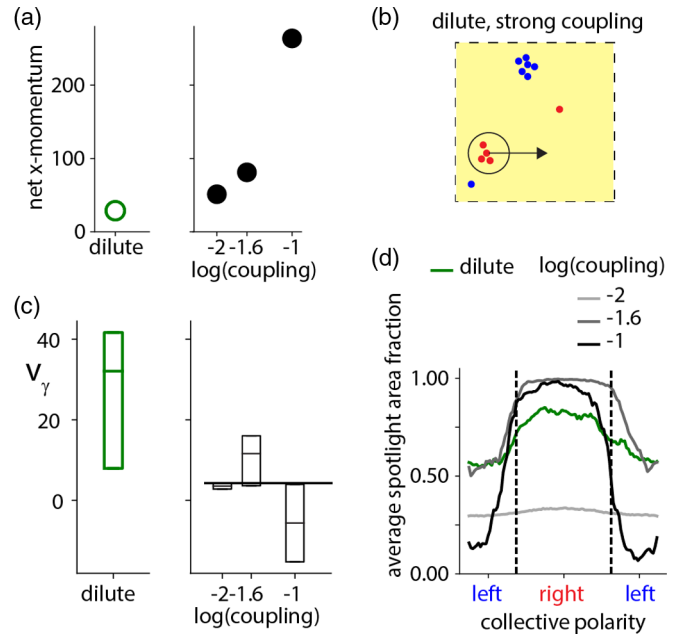 (a)
net x-momentum
200
100
0
dilute
-2 -1.6 -1
log(coupling)
(b)
dilute, strong coupling
(c)
Vγ
40
20
0
dilute
-2 -1.6 -1
log(coupling)
(d)
dilute
log(coupling)
-2
-1.6
-1
average spotlight area fraction
1.00
0.50
0.00
left right left
collective polarity